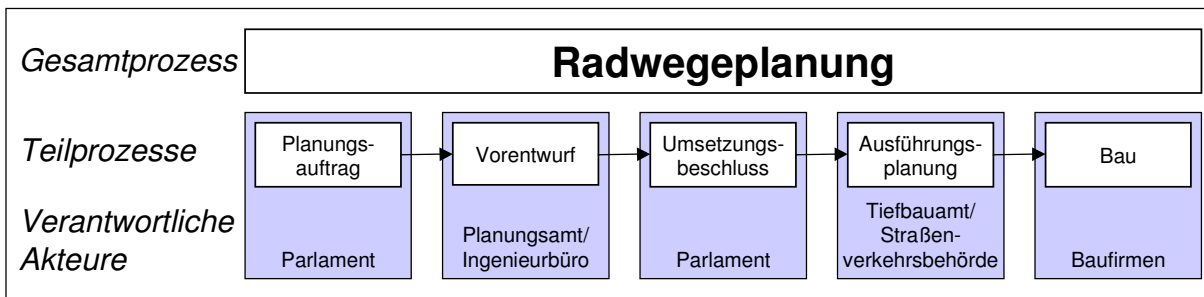 Gesamtprozess
Radwegeplanung
Teilprozesse
Planungs-
auftrag
Vorentwurf
Umsetzungs-
beschluss
Ausführungs-
planung
Bau
Verantwortliche
Akteure
Parlament
Planungsamt/
Ingenieurbüro
Parlament
Tiefbauamt/
Straßen-
verkehrsbehörde
Baufirmen